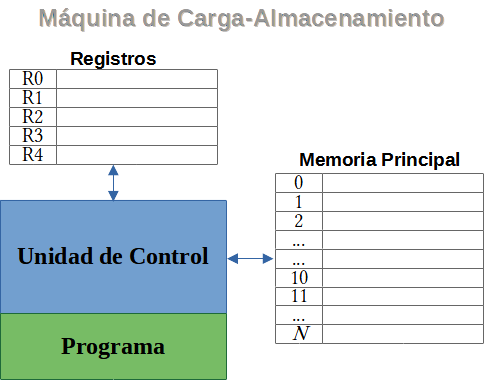 Máquina de Carga-Almacenamiento
Registros
R0
R1
R2
R3
R4
Memoria Principal
0
1
2
...
...
10
11
...
N
Unidad de Control
Programa